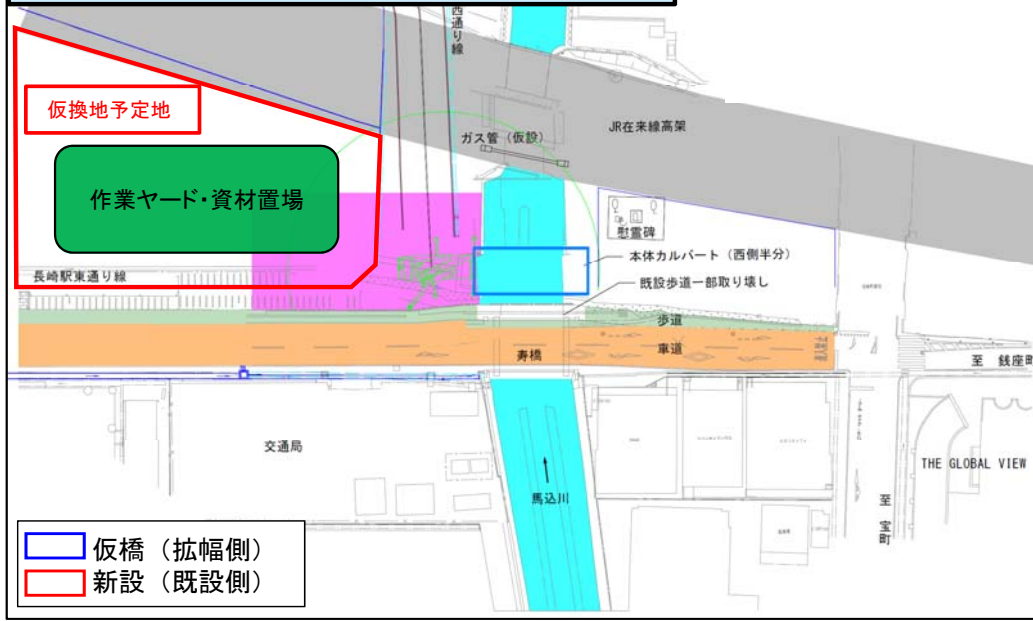 西通り線
仮換地予定地
JR在来線高架
ガス管（仮設）
作業ヤード・資材置場
慰霊碑
本体カルバート（西側半分）
長崎駅東通り線
既設歩道一部取り壊し
歩道
車道
寿橋
至　銭座町
交通局
THE GLOBAL VIEW
馬込川
至　宝町
仮橋（拡幅側）
新設（既設側）